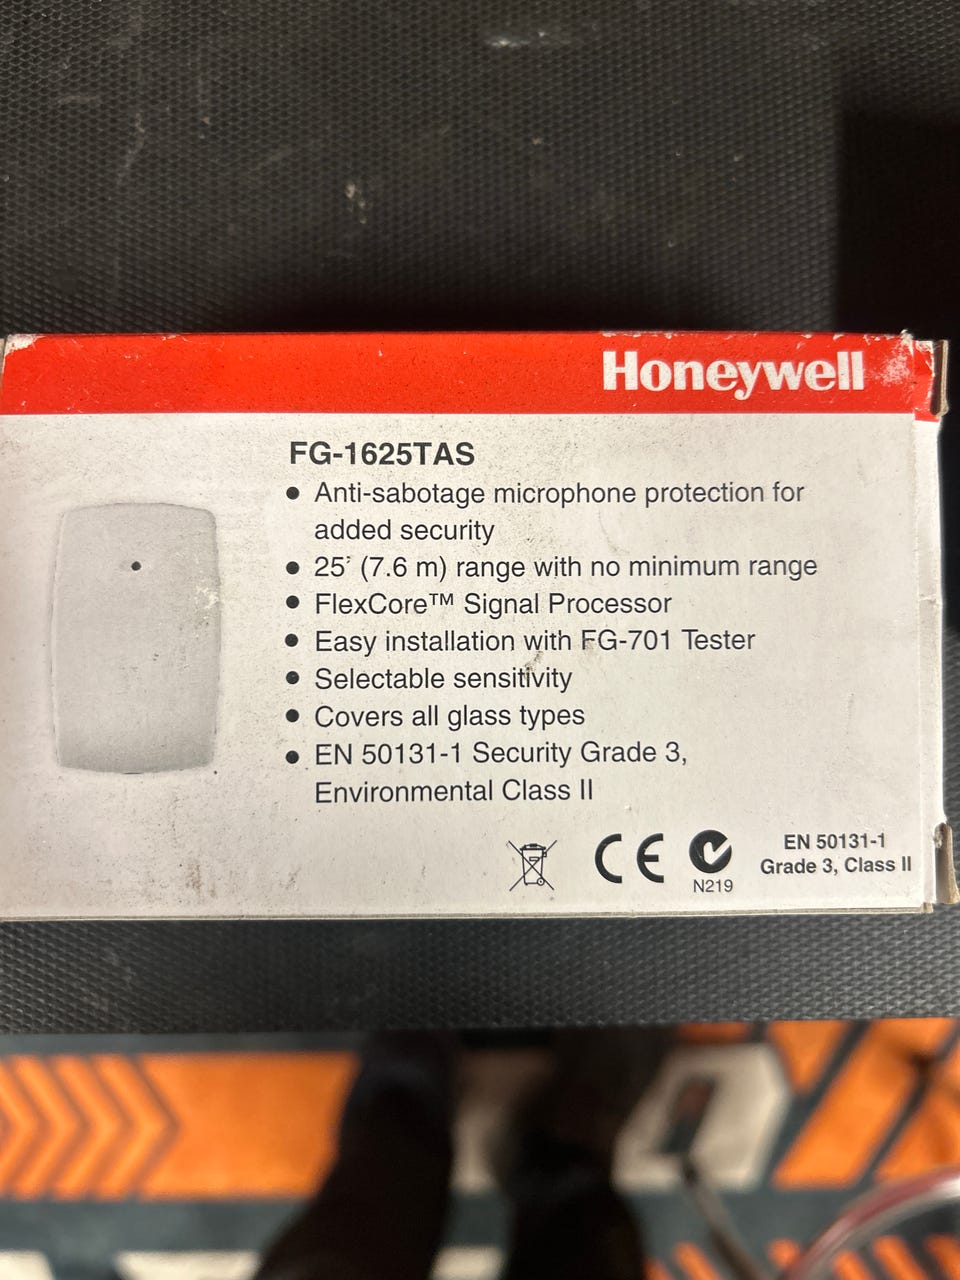 Honeywell
FG-1625TAS
• Anti-sabotage microphone protection for
added security
• 25' (7.6 m) range with no minimum range
• FlexCore™ Signal Processor
• Easy installation with FG-701 Tester
• Selectable sensitivity
• Covers all glass types
• EN 50131-1 Security Grade 3,
Environmental Class II
CE
N219
EN 50131-1
Grade 3, Class II